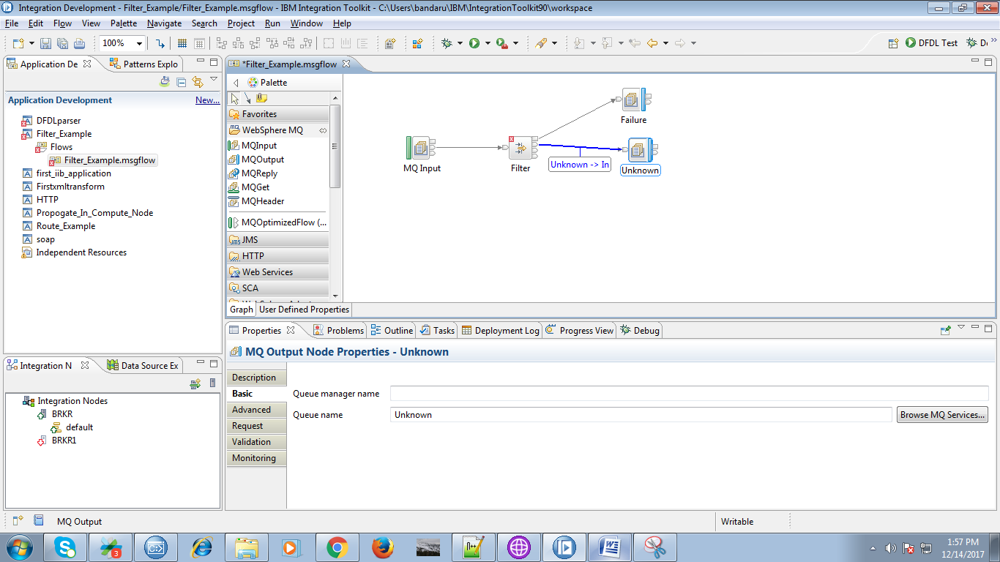 Integration Development - Filter_Example/Filter_Example.msgflow - IBM Integration Toolkit - C:\Users\bandaru\IBM\IntegrationToolkit90\workspace
File Edit Flow View Palette Navigate Search Project Run Window Help
100% DFDL Test D:
Application De Patterns Explo
Application Development New...
DFDLparser
Filter_Example
Flows
Filter_Example.msgflow
first_iib_application
Firstxmltransform
HTTP
Propogate_In_Compute_Node
Route_Example
soap
Independent Resources
*Filter_Example.msgflow
Palette
Favorites
WebSphere MQ
MQInput
MQOutput
MQReply
MQGet
MQHeader
MQOptimizedFlow (...
JMS
HTTP
Web Services
SCA
Failure
MQ Input
Filter
Unknown -> In
Unknown
Graph User Defined Properties
Integration N Data Source Ex
Integration Nodes
BRKR
default
BRKR1
Properties Problems Outline Tasks Deployment Log Progress View Debug
MQ Output Node Properties - Unknown
Description
Basic
Advanced
Request
Validation
Monitoring
Queue manager name
Queue name Unknown Browse MQ Services...
MQ Output Writable
3
N++
1:57 PM
12/14/2017